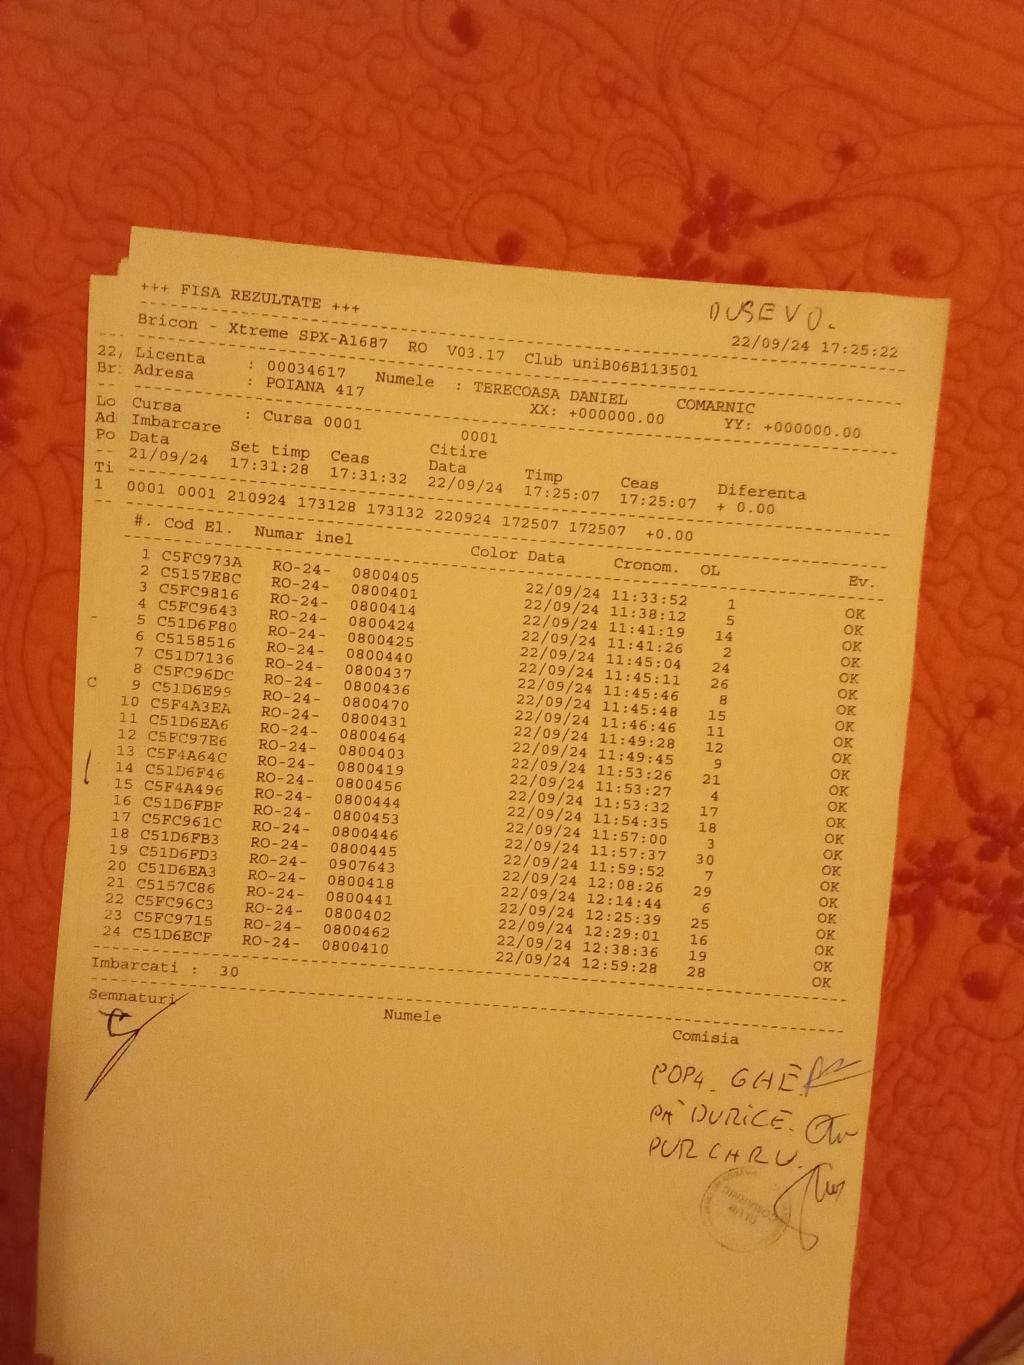 +++ FISA REZULTATE +++
22/09/24 17:25:22
Bricon - Xtreme SPX-A1687 RO V03.17 Club uniB06B113501
Licenta : 00034617 Numele : TERECOASA DANIEL COMARNIC
Adresa : POIANA 417 XX: +000000.00 YY: +000000.00
Cursa : Cursa 0001 0001
Imbarcare Citire
Data Set timp Ceas Data Timp Ceas Diferenta
21/09/24 17:31:28 17:31:32 22/09/24 17:25:07 17:25:07 + 0.00
0001 0001 210924 173128 173132 220924 172507 172507 +0.00
#. Cod El. Numar inel Color Data Cronom. OL Ev.
1 C5FC973A RO-24- 0800405 22/09/24 11:33:52 1 OK
2 C5157E8C RO-24- 0800401 22/09/24 11:38:12 5 OK
3 C5FC9816 RO-24- 0800414 22/09/24 11:41:19 14 OK
4 C5FC9643 RO-24- 0800424 22/09/24 11:41:26 2 OK
5 C51D6F80 RO-24- 0800425 22/09/24 11:45:04 24 OK
6 C5158516 RO-24- 0800440 22/09/24 11:45:11 26 OK
7 C51D7136 RO-24- 0800437 22/09/24 11:45:46 8 OK
8 C5FC96DC RO-24- 0800436 22/09/24 11:45:48 15 OK
9 C51D6E99 RO-24- 0800470 22/09/24 11:46:46 11 OK
10 C5F4A3EA RO-24- 0800431 22/09/24 11:49:28 12 OK
11 C51D6EA6 RO-24- 0800464 22/09/24 11:49:45 9 OK
12 C5FC97E6 RO-24- 0800403 22/09/24 11:53:26 21 OK
13 C5F4A64C RO-24- 0800419 22/09/24 11:53:27 4 OK
14 C51D6F46 RO-24- 0800456 22/09/24 11:53:32 17 OK
15 C5F4A496 RO-24- 0800444 22/09/24 11:54:35 18 OK
16 C51D6FBF RO-24- 0800453 22/09/24 11:57:00 3 OK
17 C5FC961C RO-24- 0800446 22/09/24 11:57:37 30 OK
18 C51D6FB3 RO-24- 0800445 22/09/24 11:59:52 7 OK
19 C51D6FD3 RO-24- 0907643 22/09/24 12:08:26 29 OK
20 C51D6EA3 RO-24- 0800418 22/09/24 12:14:44 6 OK
21 C5157C86 RO-24- 0800441 22/09/24 12:25:39 25 OK
22 C5FC96C3 RO-24- 0800402 22/09/24 12:29:01 16 OK
23 C5FC9715 RO-24- 0800462 22/09/24 12:38:36 19 OK
24 C51D6ECF RO-24- 0800410 22/09/24 12:59:28 28 OK
Imbarcati : 30
Semnaturi Numele Comisia
POPA GHE
PĂDURICE.
PURCARU.
CLUB
COMARNIC